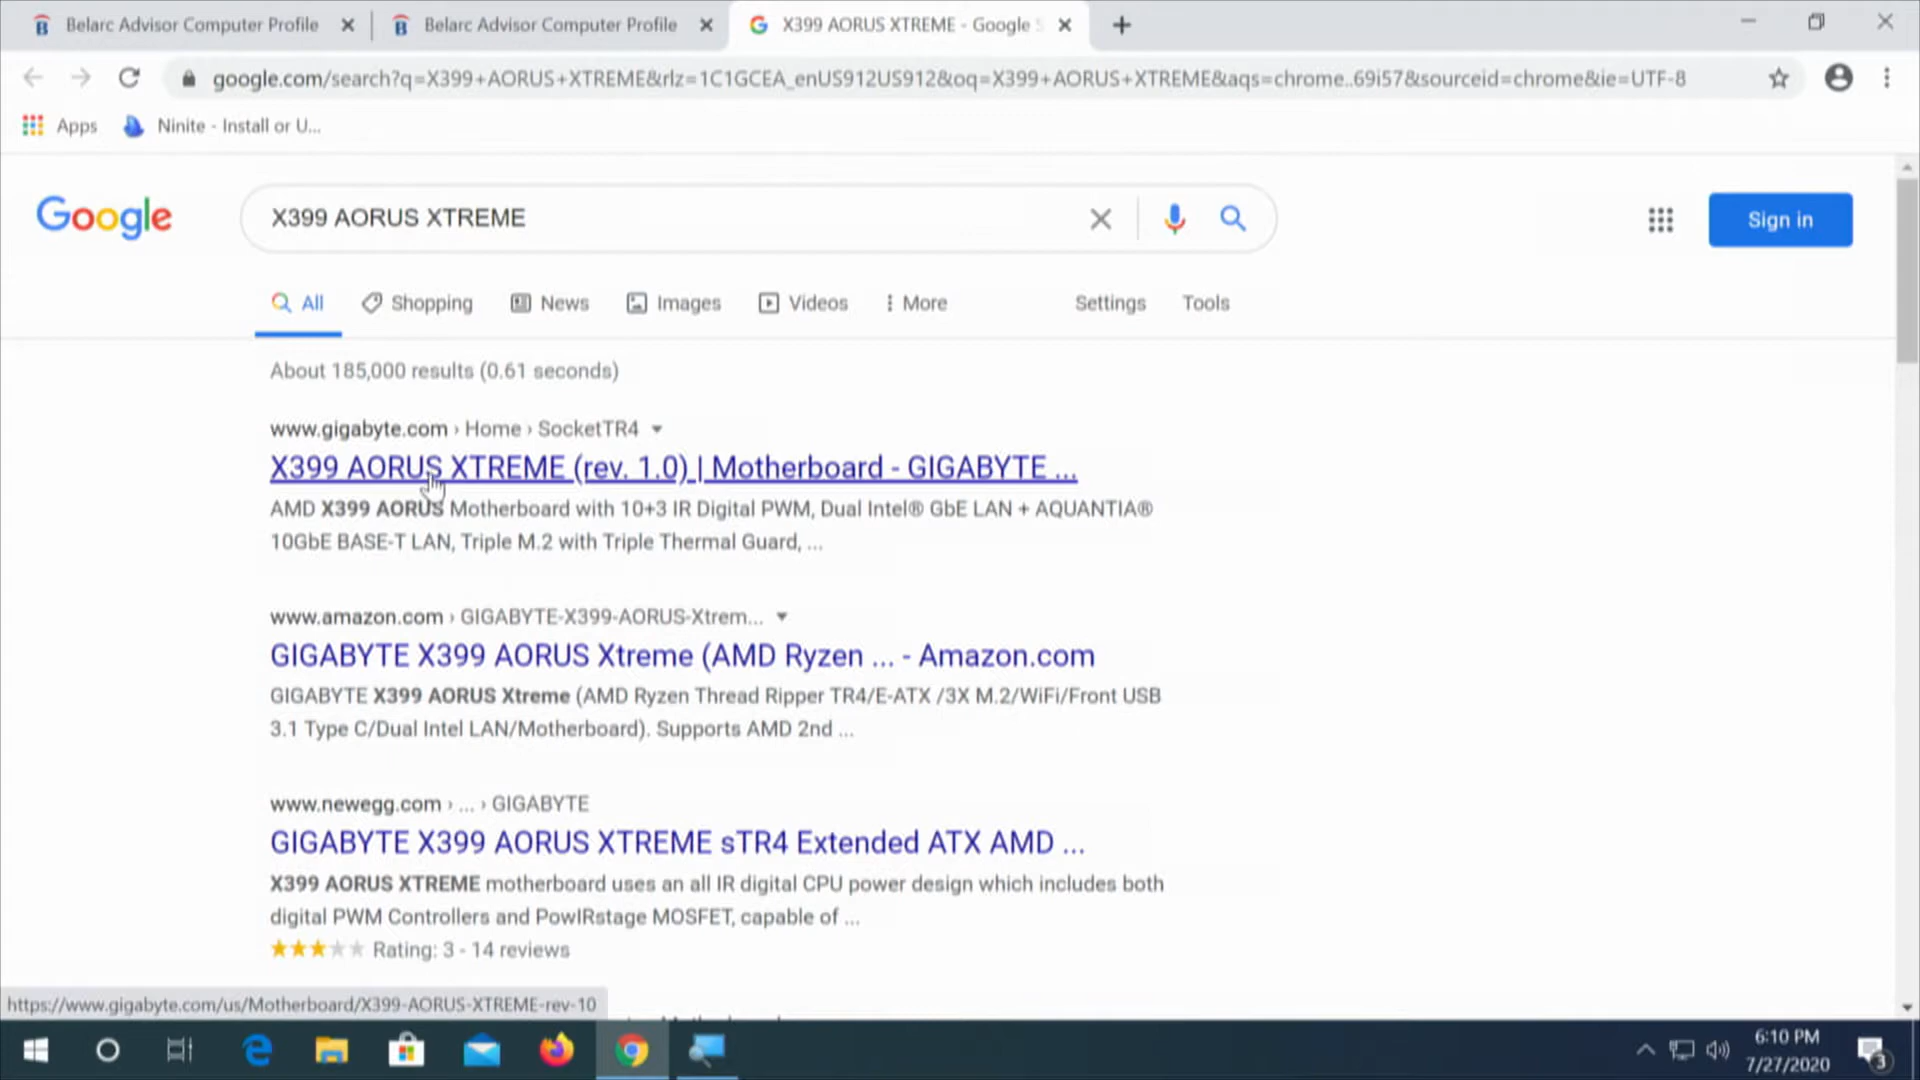 Belarc Advisor Computer Profile
Belarc Advisor Computer Profile
X399 AORUS XTREME - Google S
google.com/search?q=X399+AORUS+XTREME&rlz=1C1GCEA_enUS912US912&oq=X399+AORUS+XTREME&aqs=chrome..69i57&sourceid=chrome&ie=UTF-8
Apps
Ninite - Install or U...
Google
X399 AORUS XTREME
Sign in
All
Shopping
News
Images
Videos
More
Settings
Tools
About 185,000 results (0.61 seconds)
www.gigabyte.com › Home › SocketTR4
X399 AORUS XTREME (rev. 1.0) | Motherboard - GIGABYTE ...
AMD X399 AORUS Motherboard with 10+3 IR Digital PWM, Dual Intel® GbE LAN + AQUANTIA®
10GbE BASE-T LAN, Triple M.2 with Triple Thermal Guard, ...
www.amazon.com › GIGABYTE-X399-AORUS-Xtrem...
GIGABYTE X399 AORUS Xtreme (AMD Ryzen ... - Amazon.com
GIGABYTE X399 AORUS Xtreme (AMD Ryzen Thread Ripper TR4/E-ATX /3X M.2/WiFi/Front USB
3.1 Type C/Dual Intel LAN/Motherboard). Supports AMD 2nd ...
www.newegg.com › ... › GIGABYTE
GIGABYTE X399 AORUS XTREME sTR4 Extended ATX AMD ...
X399 AORUS XTREME motherboard uses an all IR digital CPU power design which includes both
digital PWM Controllers and PowIRstage MOSFET, capable of ...
Rating: 3 - 14 reviews
https://www.gigabyte.com/us/Motherboard/X399-AORUS-XTREME-rev-10
6:10 PM
7/27/2020
3